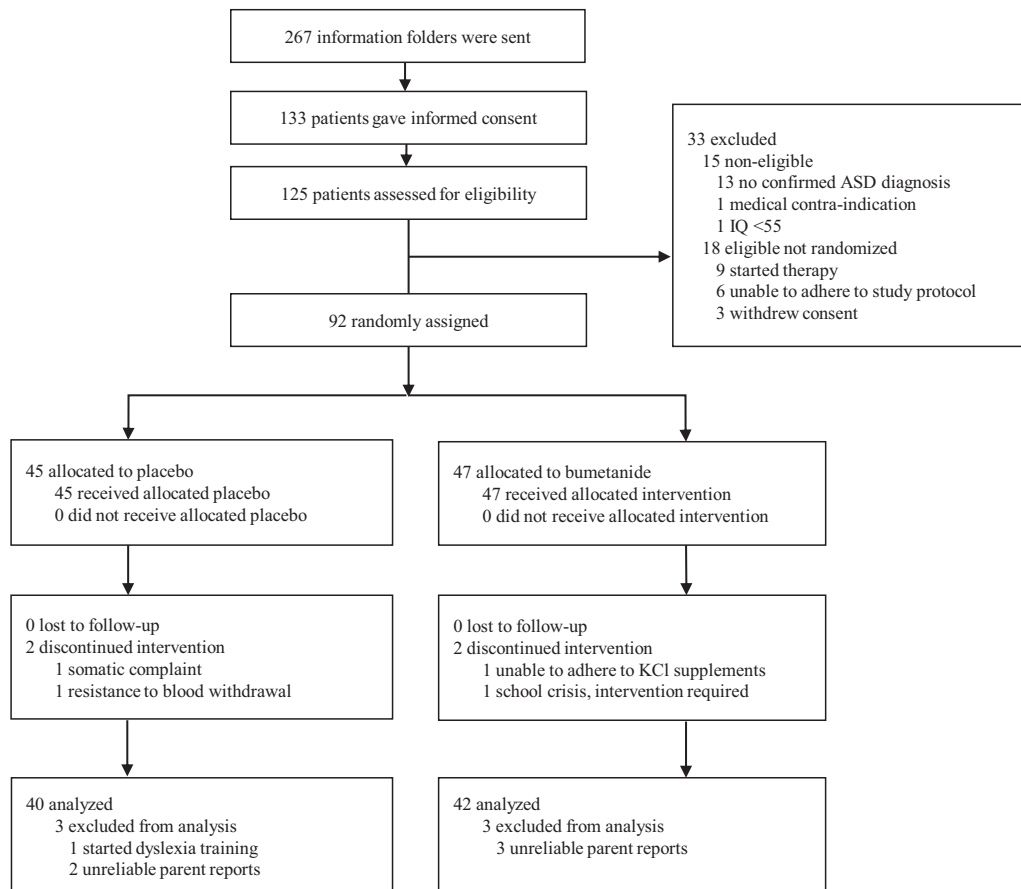 267 information folders were sent
133 patients gave informed consent
125 patients assessed for eligibility
33 excluded
15 non-eligible
13 no confirmed ASD diagnosis
1 medical contra-indication
1 IQ <55
18 eligible not randomized
9 started therapy
6 unable to adhere to study protocol
3 withdrew consent
92 randomly assigned
45 allocated to placebo
45 received allocated placebo
0 did not receive allocated placebo
47 allocated to bumetanide
47 received allocated intervention
0 did not receive allocated intervention
0 lost to follow-up
2 discontinued intervention
1 somatic complaint
1 resistance to blood withdrawal
0 lost to follow-up
2 discontinued intervention
1 unable to adhere to KCl supplements
1 school crisis, intervention required
40 analyzed
3 excluded from analysis
1 started dyslexia training
2 unreliable parent reports
42 analyzed
3 excluded from analysis
3 unreliable parent reports